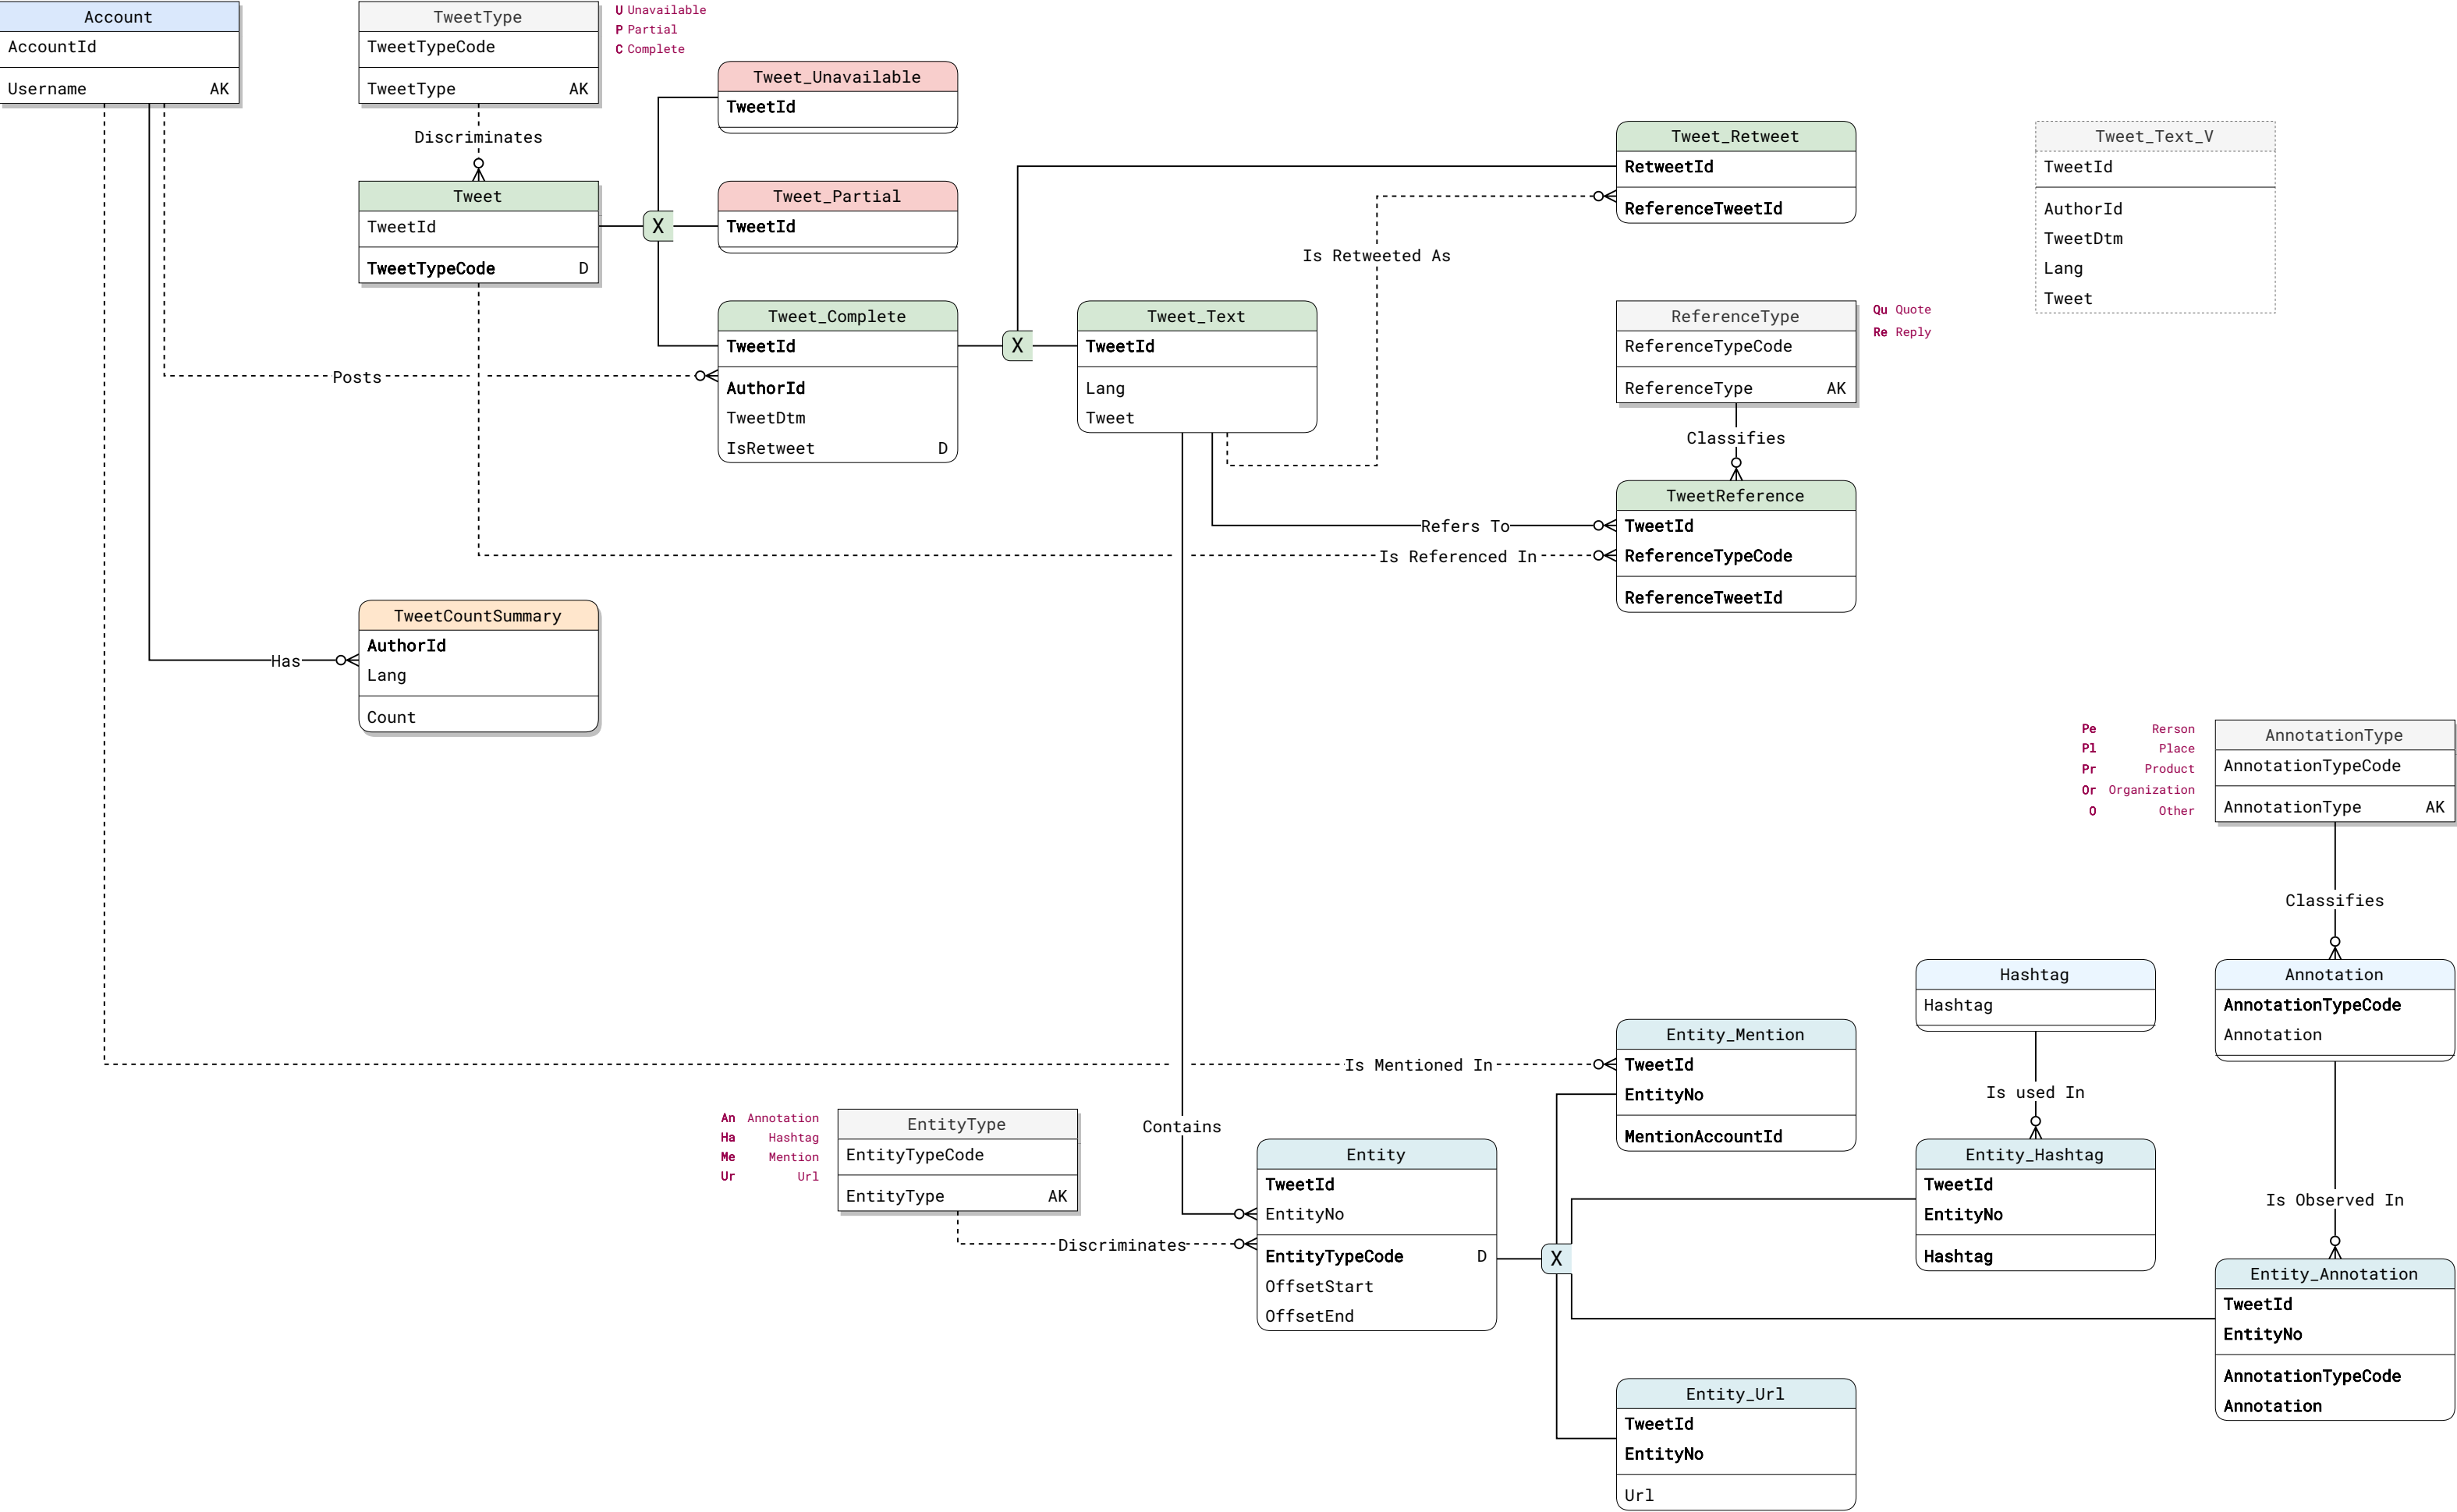 Account
AccountId
Username AK
TweetType
TweetTypeCode
TweetType AK
U Unavailable
P Partial
C Complete
Discriminates
Tweet
TweetId
TweetTypeCode D
X
Tweet_Unavailable
TweetId
Tweet_Partial
TweetId
Tweet_Complete
TweetId
AuthorId
TweetDtm
IsRetweet D
Posts
X
Tweet_Text
TweetId
Lang
Tweet
Tweet_Retweet
RetweetId
ReferenceTweetId
Is Retweeted As
Tweet_Text_V
TweetId
AuthorId
TweetDtm
Lang
Tweet
ReferenceType
ReferenceTypeCode
ReferenceType AK
Qu Quote
Re Reply
Classifies
TweetReference
TweetId
ReferenceTypeCode
ReferenceTweetId
Refers To
Is Referenced In
TweetCountSummary
AuthorId
Lang
Count
Has
Pe Rerson
Pl Place
Pr Product
Or Organization
O Other
AnnotationType
AnnotationTypeCode
AnnotationType AK
Classifies
Annotation
AnnotationTypeCode
Annotation
Hashtag
Hashtag
Is used In
Is Observed In
Entity_Mention
TweetId
EntityNo
MentionAccountId
Is Mentioned In
An Annotation
Ha Hashtag
Me Mention
Ur Url
EntityType
EntityTypeCode
EntityType AK
Contains
Discriminates
Entity
TweetId
EntityNo
EntityTypeCode D
OffsetStart
OffsetEnd
X
Entity_Hashtag
TweetId
EntityNo
Hashtag
Entity_Annotation
TweetId
EntityNo
AnnotationTypeCode
Annotation
Entity_Url
TweetId
EntityNo
Url